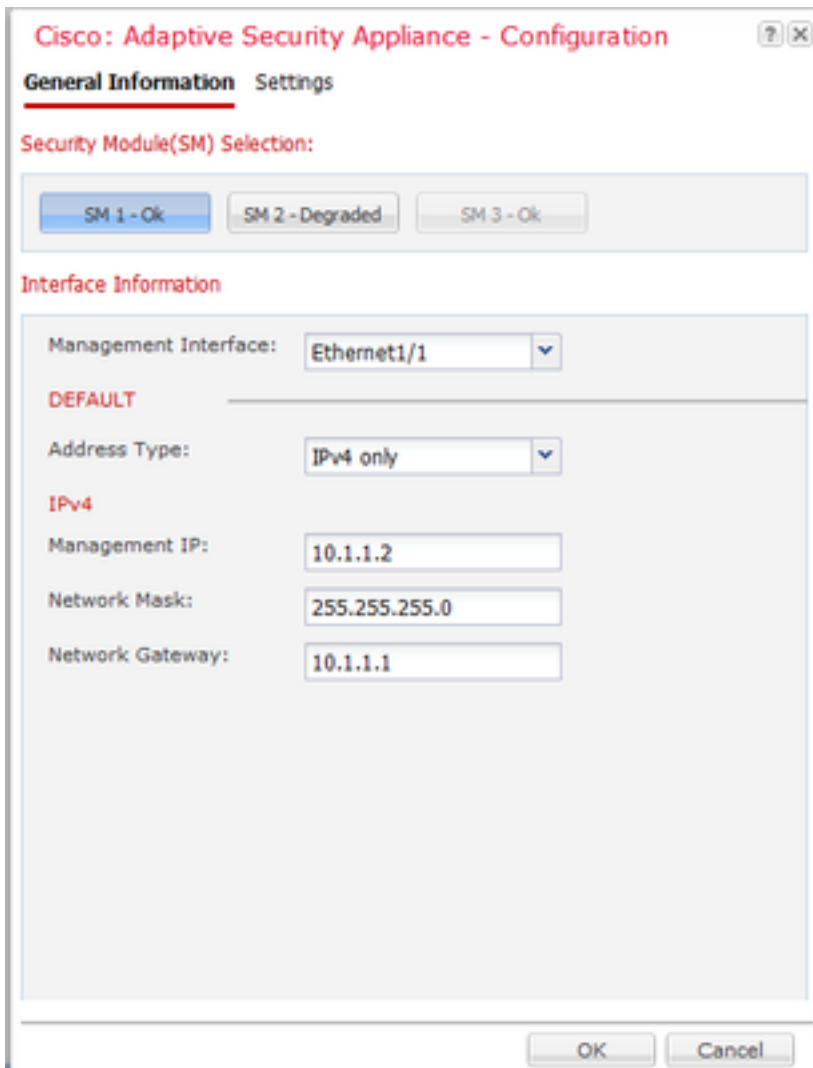 Cisco: Adaptive Security Appliance - Configuration ? X
General Information Settings
Security Module(SM) Selection:
SM 1 - Ok SM 2 - Degraded SM 3 - Ok
Interface Information
Management Interface: Ethernet1/1
DEFAULT
Address Type: IPv4 only
IPv4
Management IP: 10.1.1.2
Network Mask: 255.255.255.0
Network Gateway: 10.1.1.1
OK Cancel